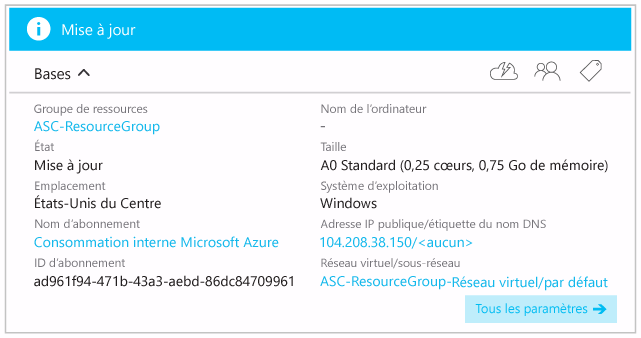 Mise à jour
Bases
Groupe de ressources
ASC-ResourceGroup
État
Mise à jour
Emplacement
États-Unis du Centre
Nom d'abonnement
Consommation interne Microsoft Azure
ID d'abonnement
ad961f94-471b-43a3-aebd-86dc84709961
Nom de l'ordinateur
-
Taille
A0 Standard (0,25 cœurs, 0,75 Go de mémoire)
Système d'exploitation
Windows
Adresse IP publique/étiquette du nom DNS
104.208.38.150/<aucun>
Réseau virtuel/sous-réseau
ASC-ResourceGroup-Réseau virtuel/par défaut
Tous les paramètres